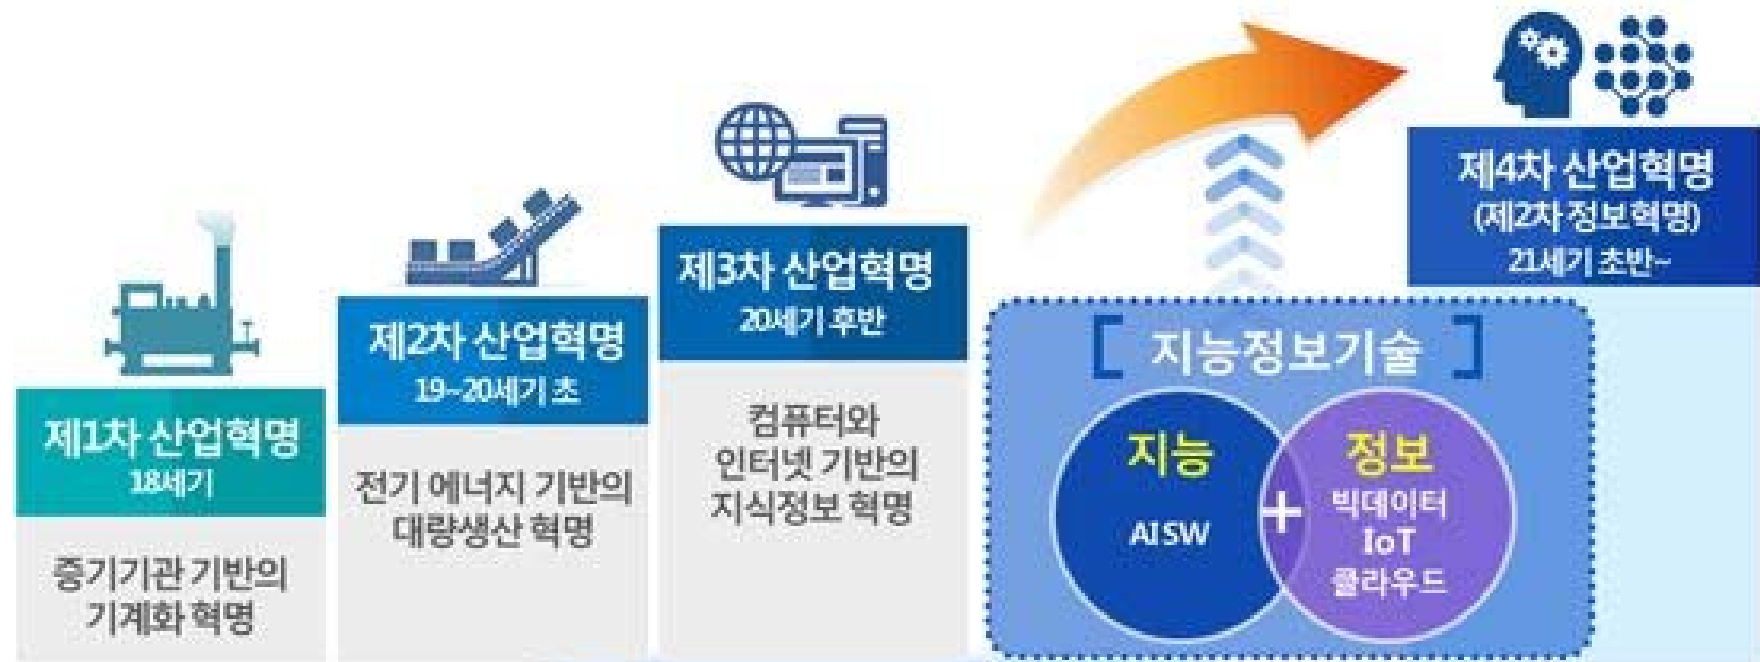 제1차 산업혁명
18세기
증기기관 기반의
기계화 혁명
제2차 산업혁명
19~20세기 초
전기 에너지 기반의
대량생산 혁명
제3차 산업혁명
20세기 후반
컴퓨터와
인터넷 기반의
지식정보 혁명
[ 지능정보기술 ]
지능
AI SW
+
정보
빅데이터
IoT
클라우드
제4차 산업혁명
(제2차 정보혁명)
21세기 초반~